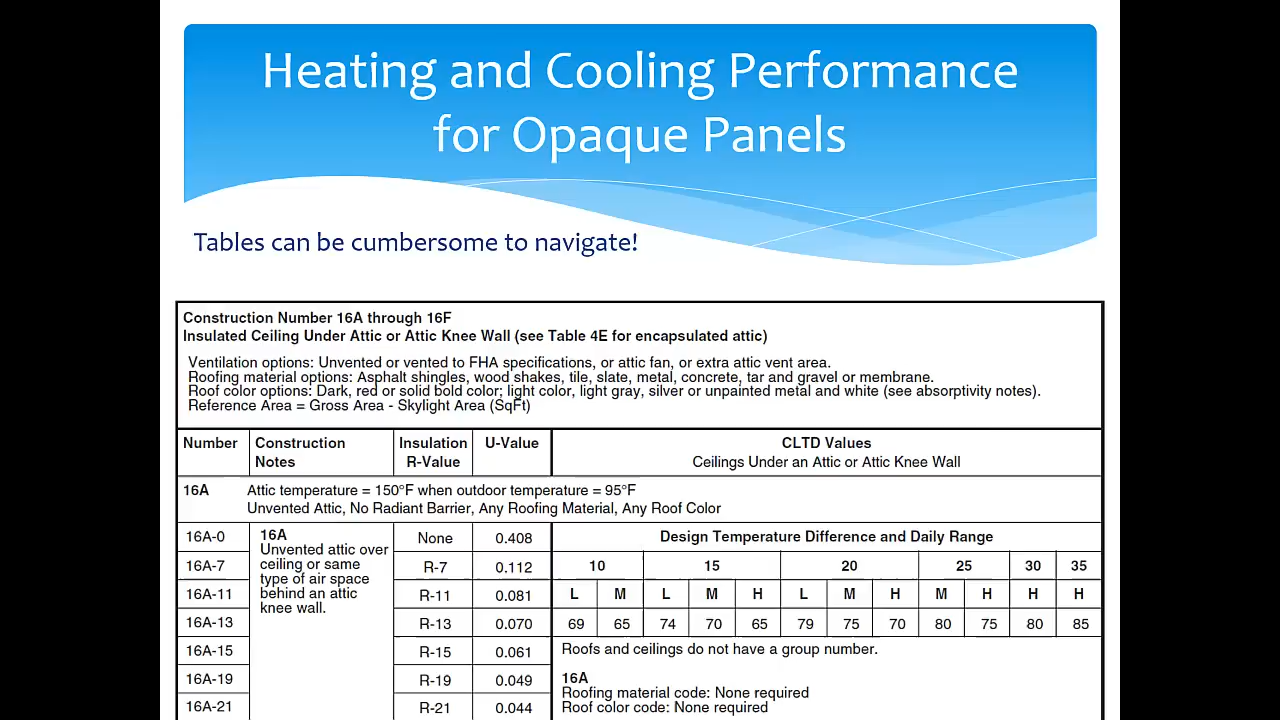 Heating and Cooling Performance
for Opaque Panels
Tables can be cumbersome to navigate!
Construction Number 16A through 16F
Insulated Ceiling Under Attic or Attic Knee Wall (see Table 4E for encapsulated attic)
Ventilation options: Unvented or vented to FHA specifications, or attic fan, or extra attic vent area.
Roofing material options: Asphalt shingles, wood shakes, tile, slate, metal, concrete, tar and gravel or membrane.
Roof color options: Dark, red or solid bold color; light color, light gray, silver or unpainted metal and white (see absorptivity notes).
Reference Area = Gross Area - Skylight Area (SqFt)
Number Construction Notes Insulation R-Value U-Value CLTD Values
Ceilings Under an Attic or Attic Knee Wall
16A Attic temperature = 150°F when outdoor temperature = 95°F
Unvented Attic, No Radiant Barrier, Any Roofing Material, Any Roof Color
16A-0 16A None 0.408 Design Temperature Difference and Daily Range
Unvented attic over
16A-7 ceiling or same R-7 0.112 10 15 20 25 30 35
type of air space
16A-11 behind an attic R-11 0.081 L M L M H L M H M H H H
knee wall.
16A-13 R-13 0.070 69 65 74 70 65 79 75 70 80 75 80 85
16A-15 R-15 0.061 Roofs and ceilings do not have a group number.
16A-19 R-19 0.049 16A
Roofing material code: None required
16A-21 R-21 0.044 Roof color code: None required